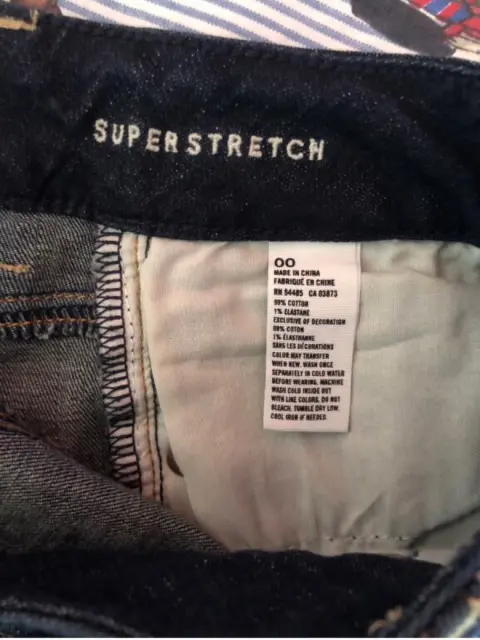 SUPERSTRETCH
00
MADE IN CHINA
FABRIQUÉ EN CHINE
RN 54485 CA 03873
99% COTTON
1% ELASTANE
EXCLUSIVE OF DECORATION
99% COTON
1% ÉLASTHANNE
SANS LES DÉCORATIONS
COLOR MAY TRANSFER
WHEN NEW. WASH ONCE
SEPARATELY IN COLD WATER
BEFORE WEARING. MACHINE
WASH COLD INSIDE OUT
WITH LIKE COLORS. DO NOT
BLEACH. TUMBLE DRY LOW.
COOL IRON IF NEEDED.